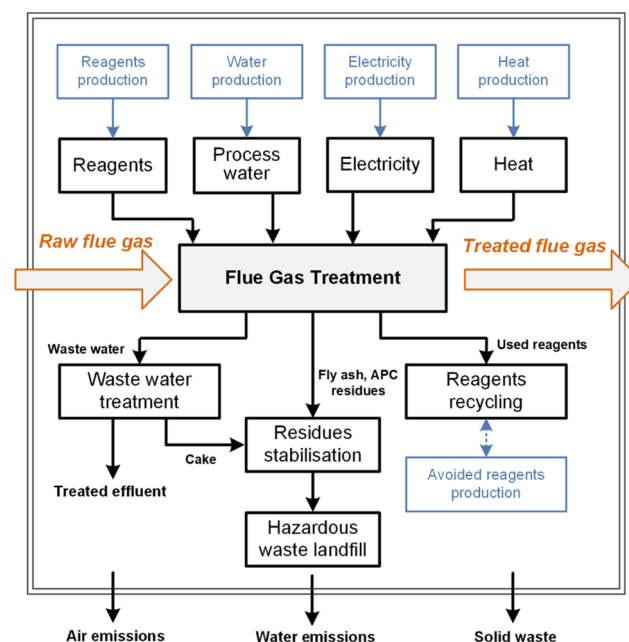 Reagents
production
Water
production
Electricity
production
Heat
production
Reagents
Process
water
Electricity
Heat
Raw flue gas
Treated flue gas
Flue Gas Treatment
Waste water
Used reagents
Fly ash, APC
residues
Waste water
treatment
Reagents
recycling
Cake
Residues
stabilisation
Treated effluent
Avoided reagents
production
Hazardous
waste landfill
Air emissions
Water emissions
Solid waste